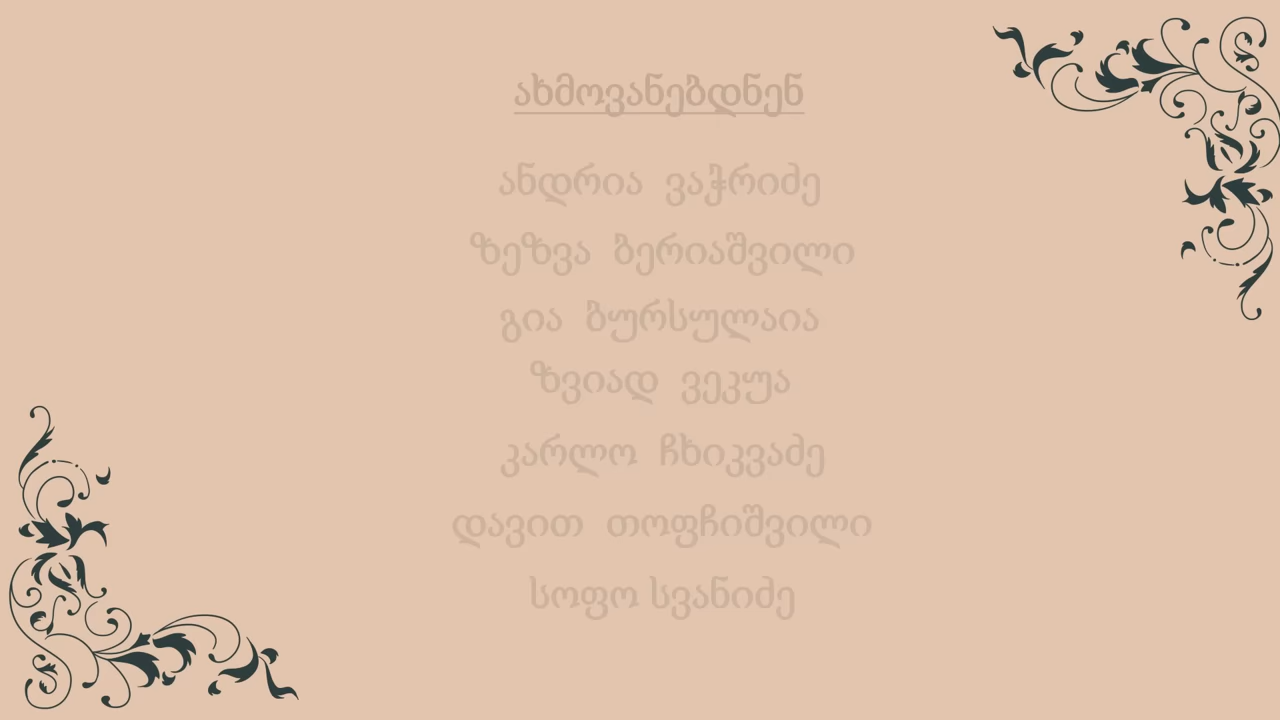 ახმოვანებდნენ
ანდრია ვაჭრიძე
ზეზვა ბერიაშვილი
გია ბურსულაია
ზვიად ვეკუა
კარლო ჩხიკვაძე
დავით თოფჩიშვილი
სოფო სვანიძე